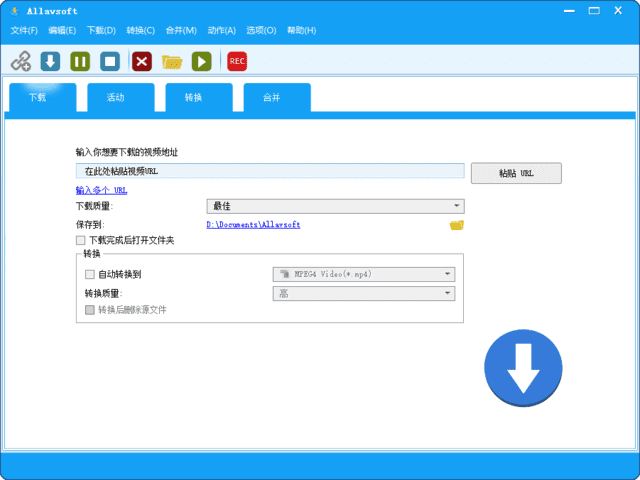 Allavsoft
文件(F) 编辑(E) 下载(D) 转换(C) 合并(M) 动作(A) 选项(O) 帮助(H)
REC
下载 活动 转换 合并
输入你想要下载的视频地址
在此处粘贴视频URL 粘贴 URL
输入多个 URL
下载质量: 最佳
保存到: D:\Documents\Allavsoft
下载完成后打开文件夹
转换
自动转换到 MPEG4 Video(*.mp4)
转换质量: 高
转换后删除源文件